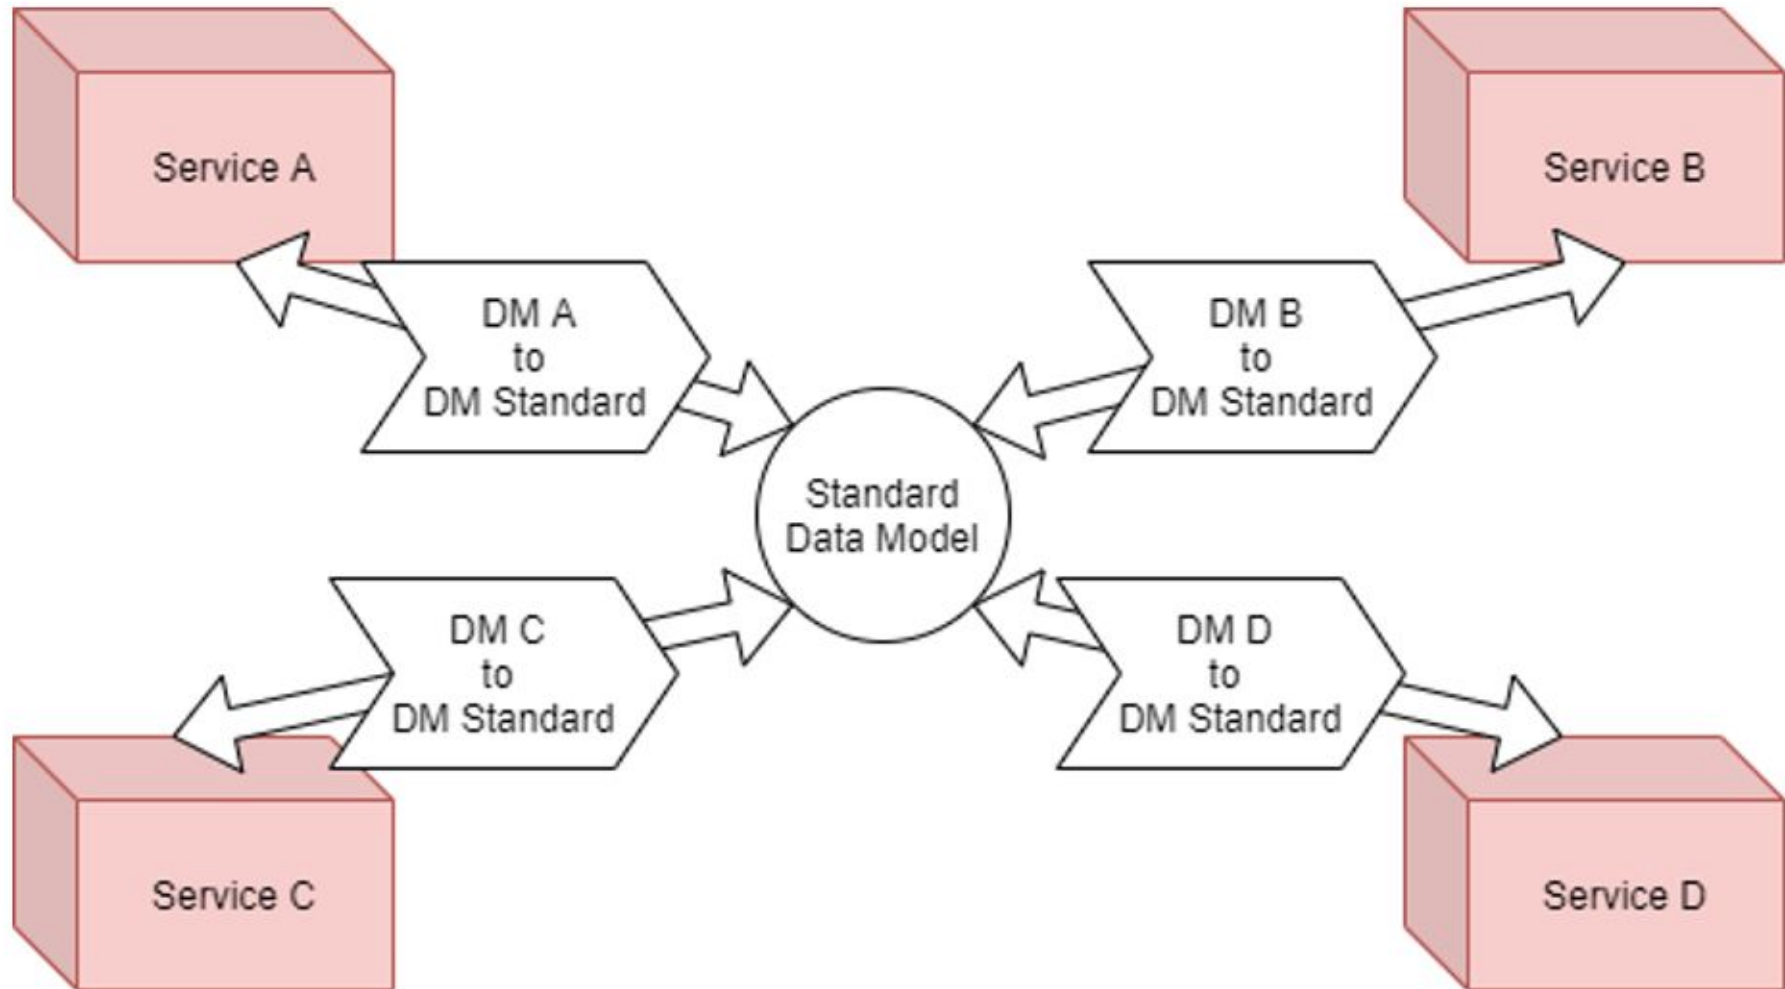 Service A
Service B
DM A
to
DM Standard
DM B
to
DM Standard
Standard
Data Model
DM C
to
DM Standard
DM D
to
DM Standard
Service C
Service D